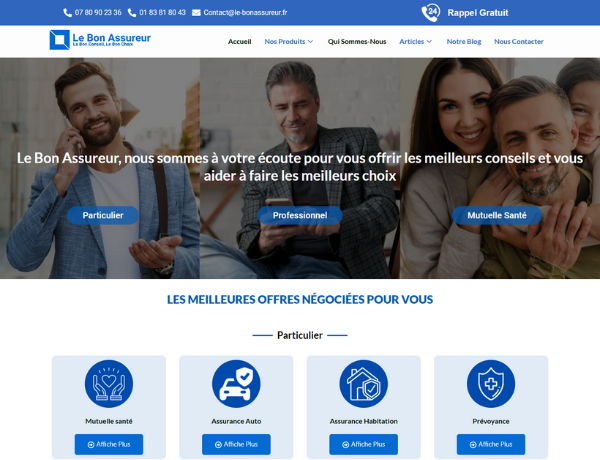 07 80 90 23 36 01 83 81 80 43 Contact@le-bonassureur.fr 24 Rappel Gratuit
Le Bon Assureur
Le Bon Conseil, Le Bon Choix
Accueil Nos Produits Qui Sommes-Nous Articles Notre Blog Nous Contacter
Le Bon Assureur, nous sommes à votre écoute pour vous offrir les meilleurs conseils et vous
aider à faire les meilleurs choix
Particulier Professionnel Mutuelle Santé
LES MEILLEURES OFFRES NÉGOCIÉES POUR VOUS
Particulier
Mutuelle santé Assurance Auto Assurance Habitation Prévoyance
Affiche Plus Affiche Plus Affiche Plus Affiche Plus